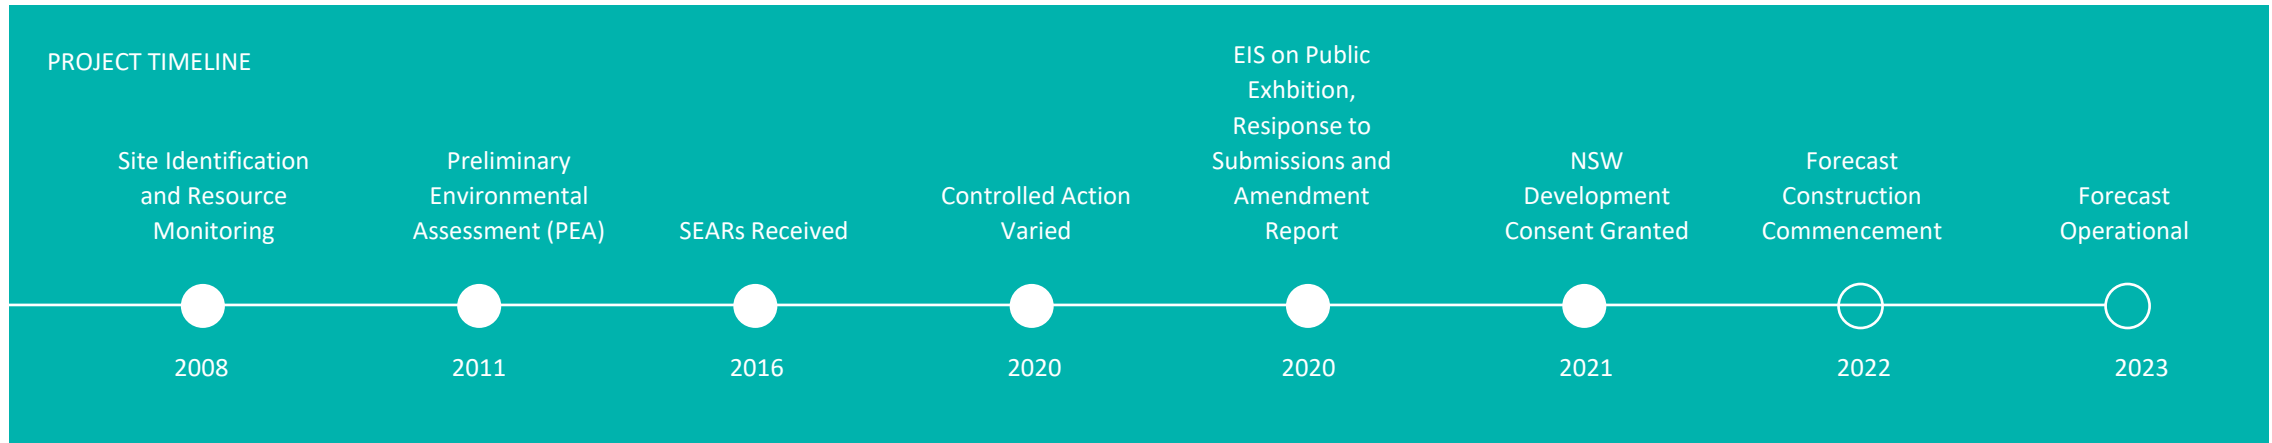 PROJECT TIMELINE
Site Identification
and Resource
Monitoring
2008
Preliminary
Environmental
Assessment (PEA)
2011
SEARs Received
2016
Controlled Action
Varied
2020
EIS on Public
Exhbition,
Resiponse to
Submissions and
Amendment
Report
2020
NSW
Development
Consent Granted
2021
Forecast
Construction
Commencement
2022
Forecast
Operational
2023